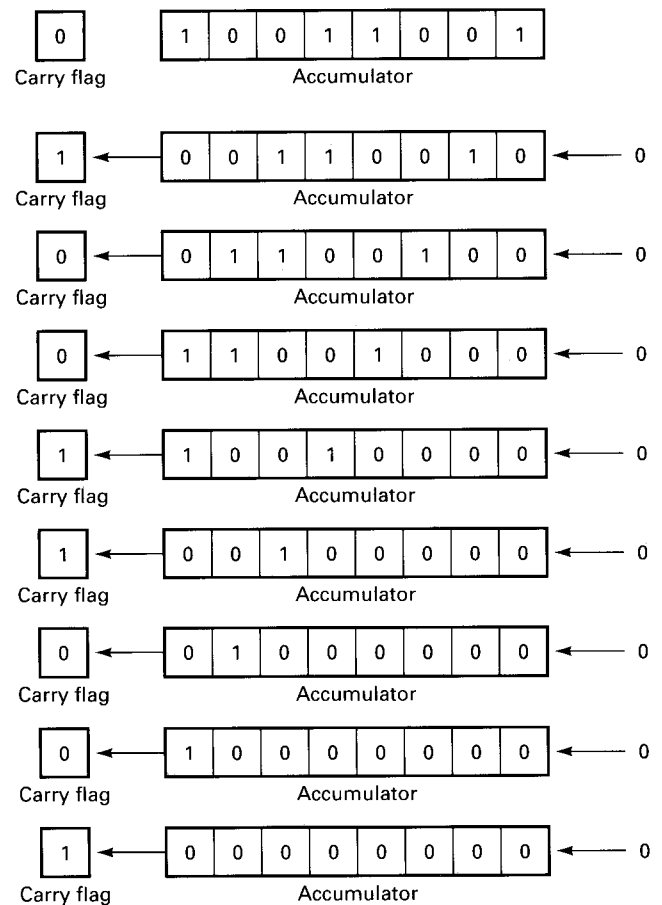 0 1 0 0 1 1 0 0 1
Carry flag Accumulator
1 0 0 1 1 0 0 1 0 0
Carry flag Accumulator
0 0 1 1 0 0 1 0 0 0
Carry flag Accumulator
0 1 1 0 0 1 0 0 0 0
Carry flag Accumulator
1 1 0 0 1 0 0 0 0 0
Carry flag Accumulator
1 0 0 1 0 0 0 0 0 0
Carry flag Accumulator
0 0 1 0 0 0 0 0 0 0
Carry flag Accumulator
0 1 0 0 0 0 0 0 0 0
Carry flag Accumulator
1 0 0 0 0 0 0 0 0 0
Carry flag Accumulator